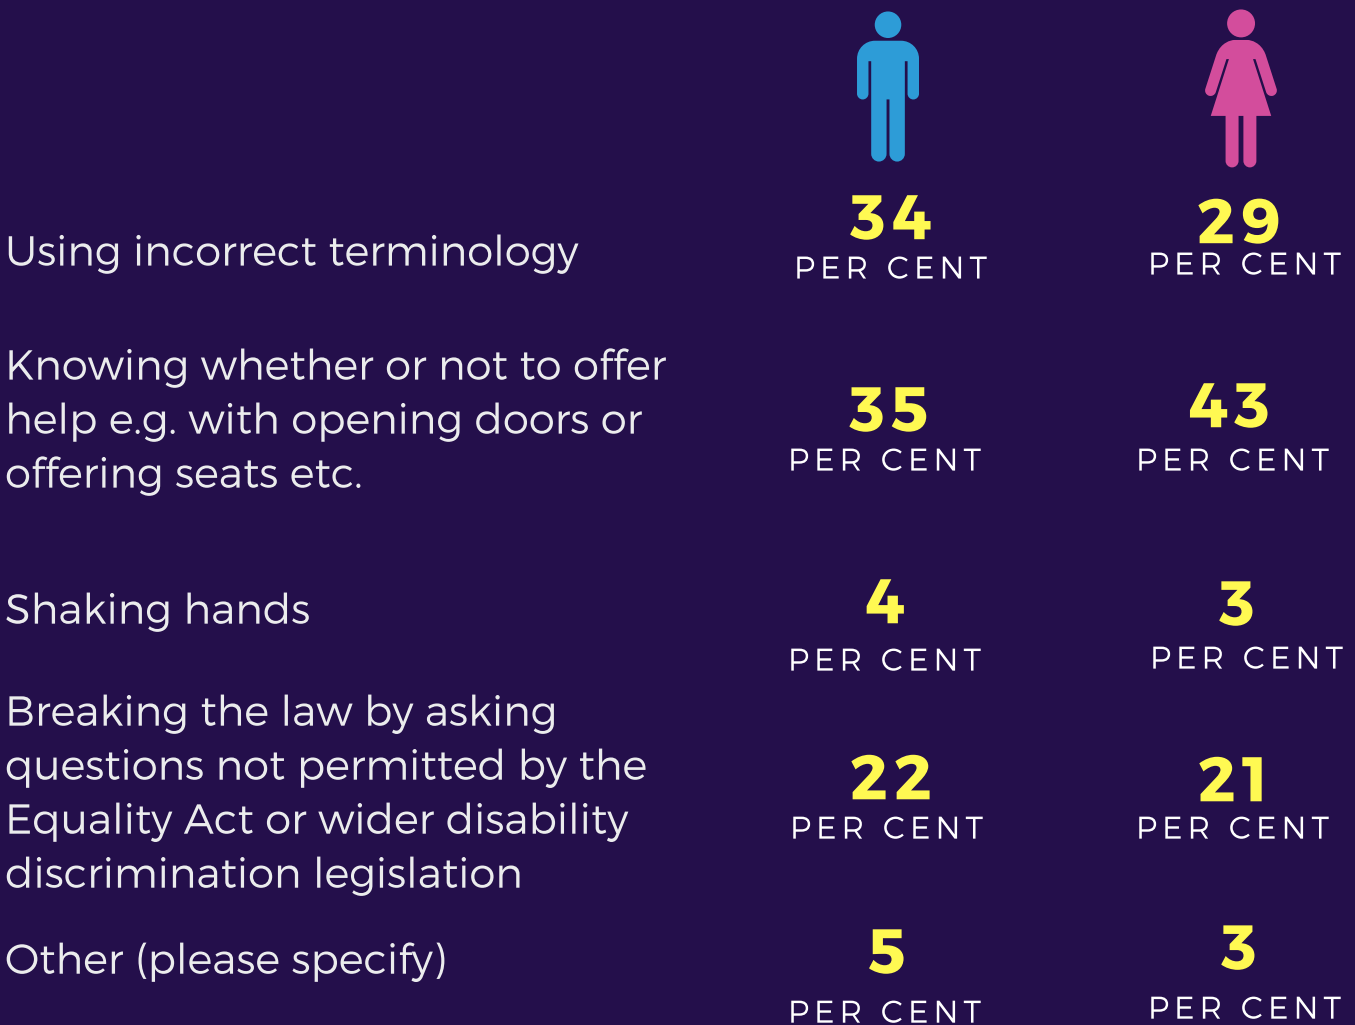 34 29
Using incorrect terminology
PER CENT PER CENT
Knowing whether or not to offer
help e.g. with opening doors or
offering seats etc.
35 43
PER CENT PER CENT
Shaking hands
4 3
PER CENT PER CENT
Breaking the law by asking
questions not permitted by the
Equality Act or wider disability
discrimination legislation
22 21
PER CENT PER CENT
Other (please specify)
5 3
PER CENT PER CENT